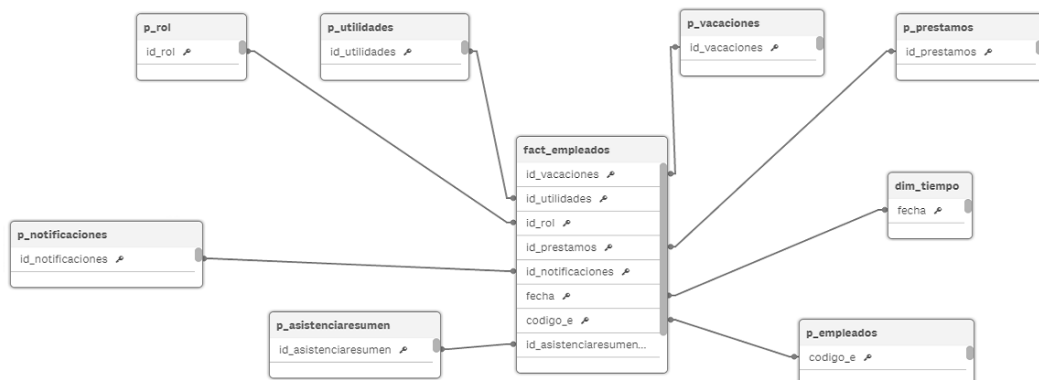 p_rol
id_rol
p_utilidades
id_utilidades
p_vacaciones
id_vacaciones
p_prestamos
id_prestamos
fact_empleados
id_vacaciones
id_utilidades
id_rol
id_prestamos
id_notificaciones
fecha
codigo_e
id_asistenciaresumen...
dim_tiempo
fecha
p_notificaciones
id_notificaciones
p_asistenciaresumen
id_asistenciaresumen
p_empleados
codigo_e